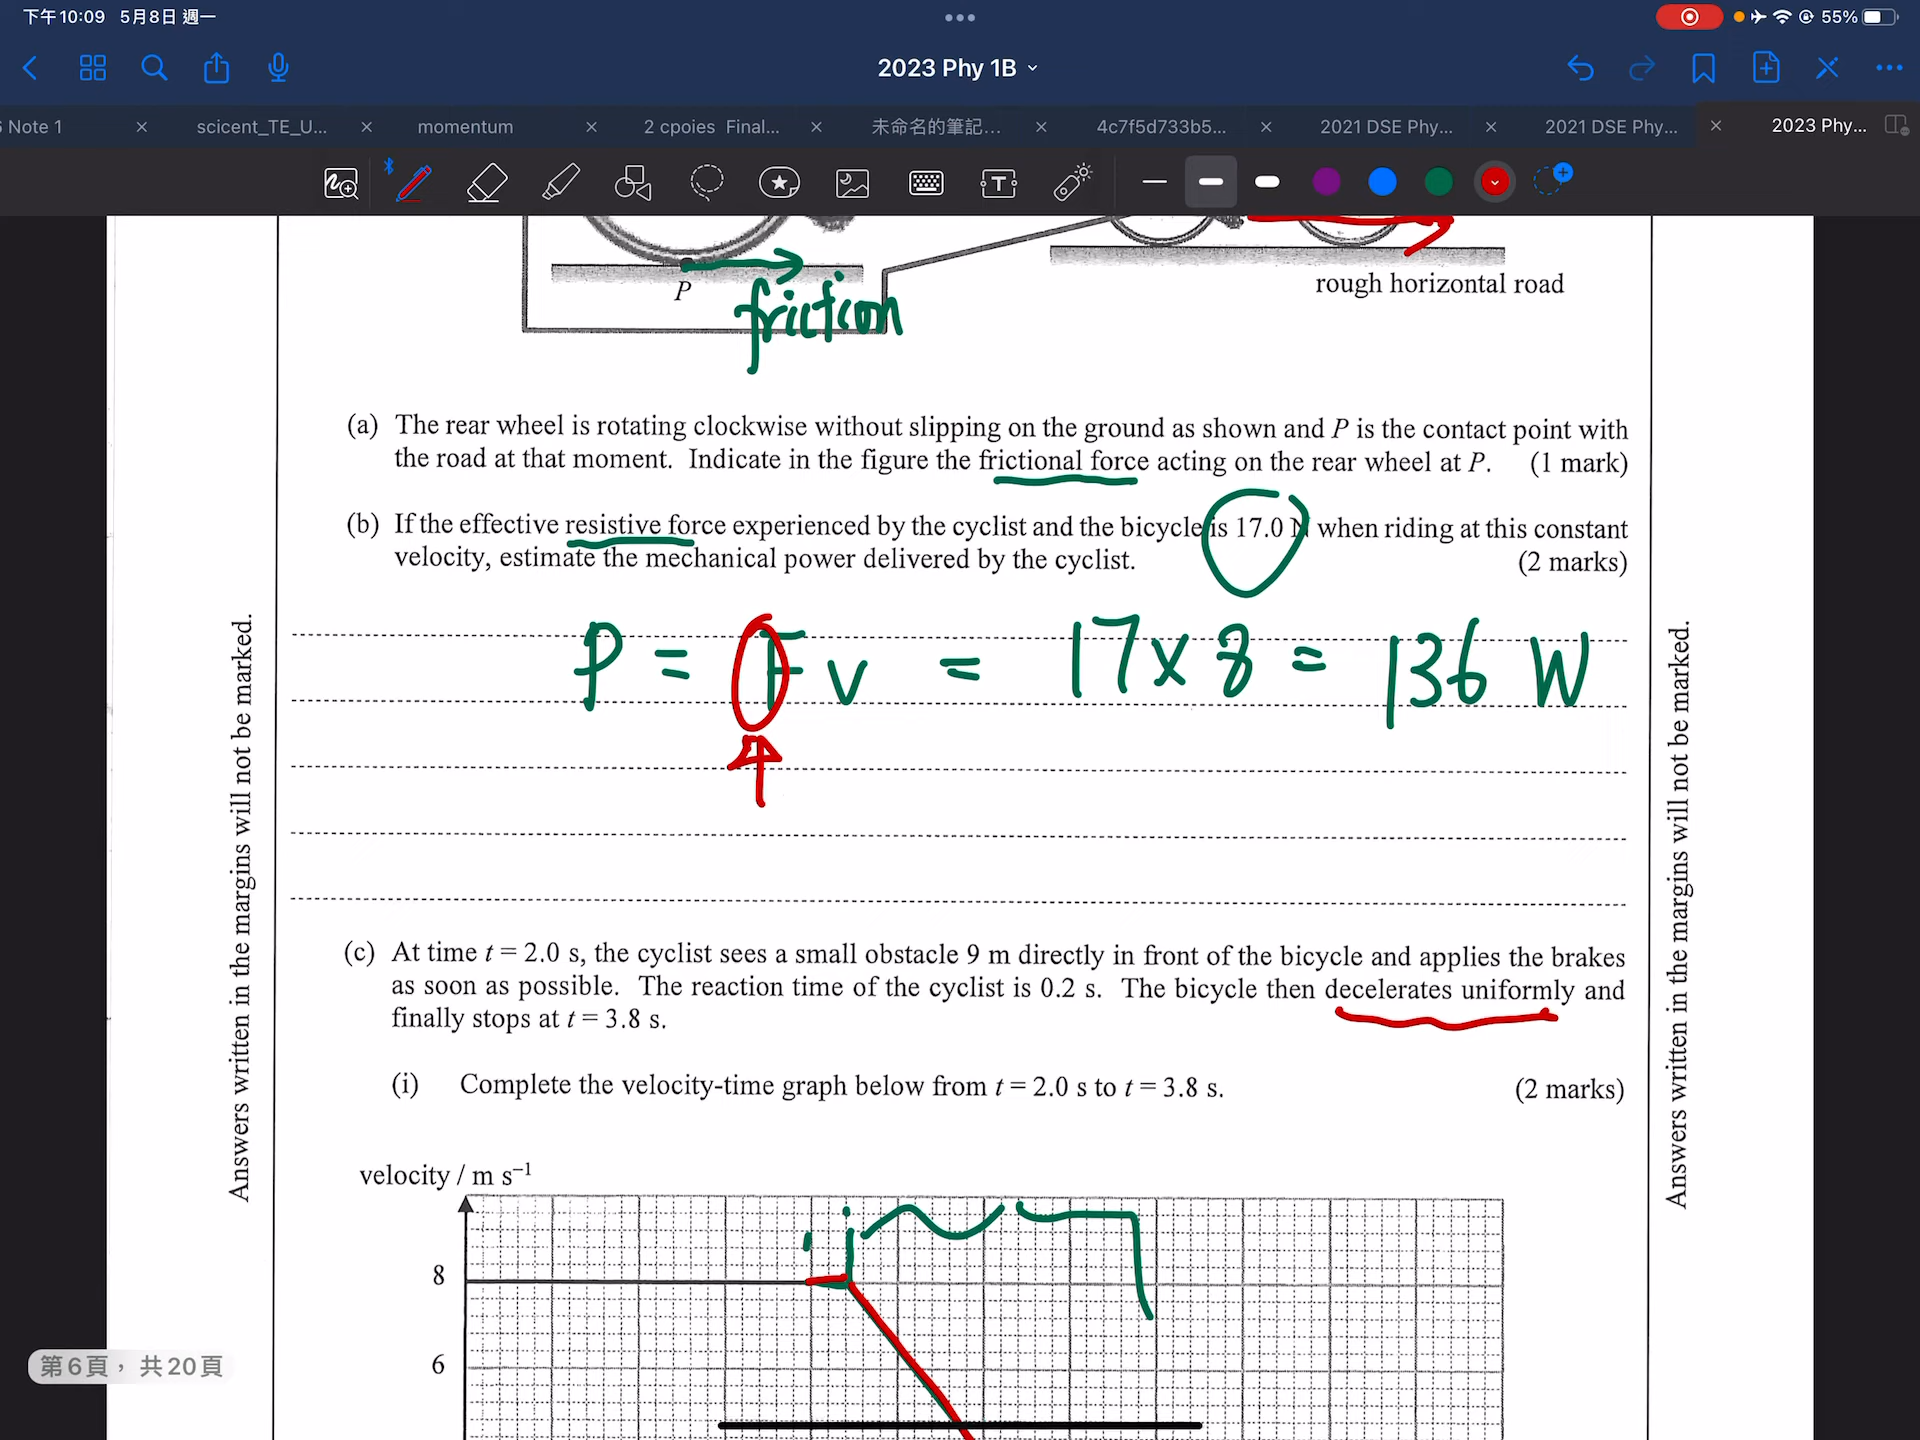 下午10:09 5月8日 週一
55%
2023 Phy 1B
Note 1
scicent_TE_U...
momentum
2 cpoies Final...
未命名的筆記...
4c7f5d733b5...
2021 DSE Phy...
2021 DSE Phy...
2023 Phy...
P
friction
rough horizontal road
(a) The rear wheel is rotating clockwise without slipping on the ground as shown and P is the contact point with
the road at that moment. Indicate in the figure the frictional force acting on the rear wheel at P. (1 mark)
(b) If the effective resistive force experienced by the cyclist and the bicycle is 17.0 N when riding at this constant
velocity, estimate the mechanical power delivered by the cyclist. (2 marks)
P = Fv = 17 x 8 = 136 W
(c) At time t = 2.0 s, the cyclist sees a small obstacle 9 m directly in front of the bicycle and applies the brakes
as soon as possible. The reaction time of the cyclist is 0.2 s. The bicycle then decelerates uniformly and
finally stops at t = 3.8 s.
(i) Complete the velocity-time graph below from t = 2.0 s to t = 3.8 s. (2 marks)
velocity / m s⁻¹
8
6
Answers written in the margins will not be marked.
Answers written in the margins will not be marked.
第6頁，共20頁